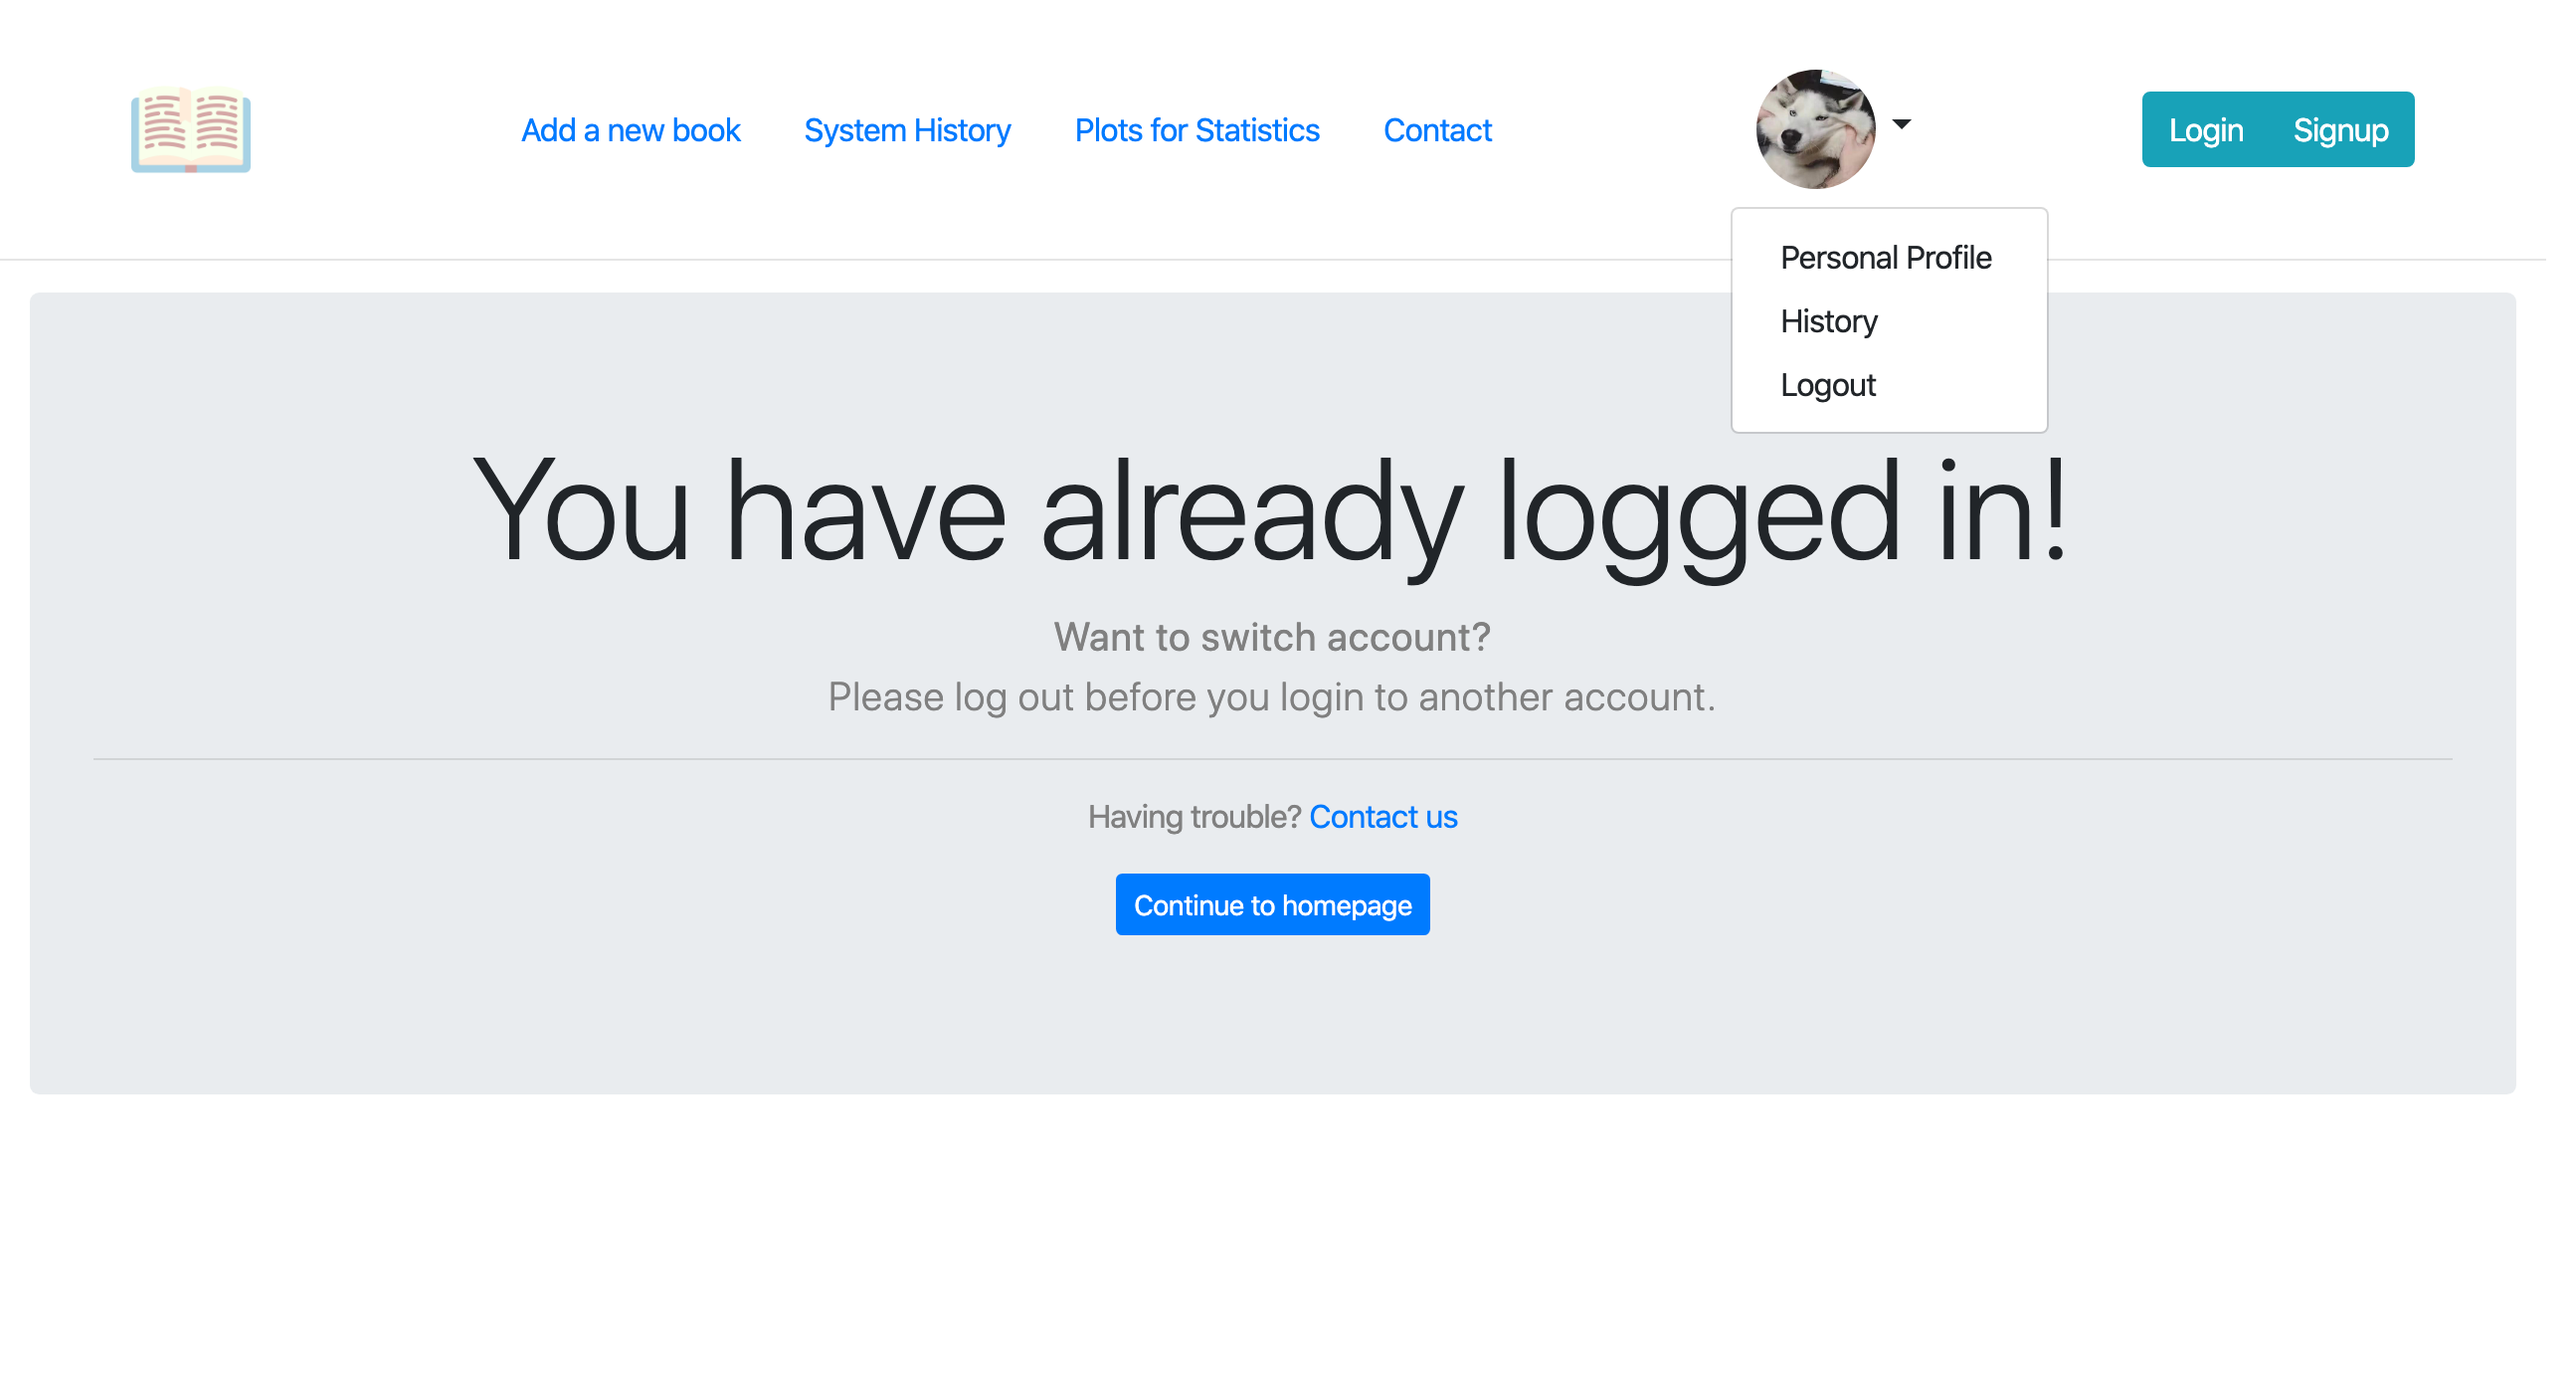 Add a new book System History Plots for Statistics Contact Login Signup
Personal Profile
History
Logout
You have already logged in!
Want to switch account?
Please log out before you login to another account.
Having trouble? Contact us
Continue to homepage